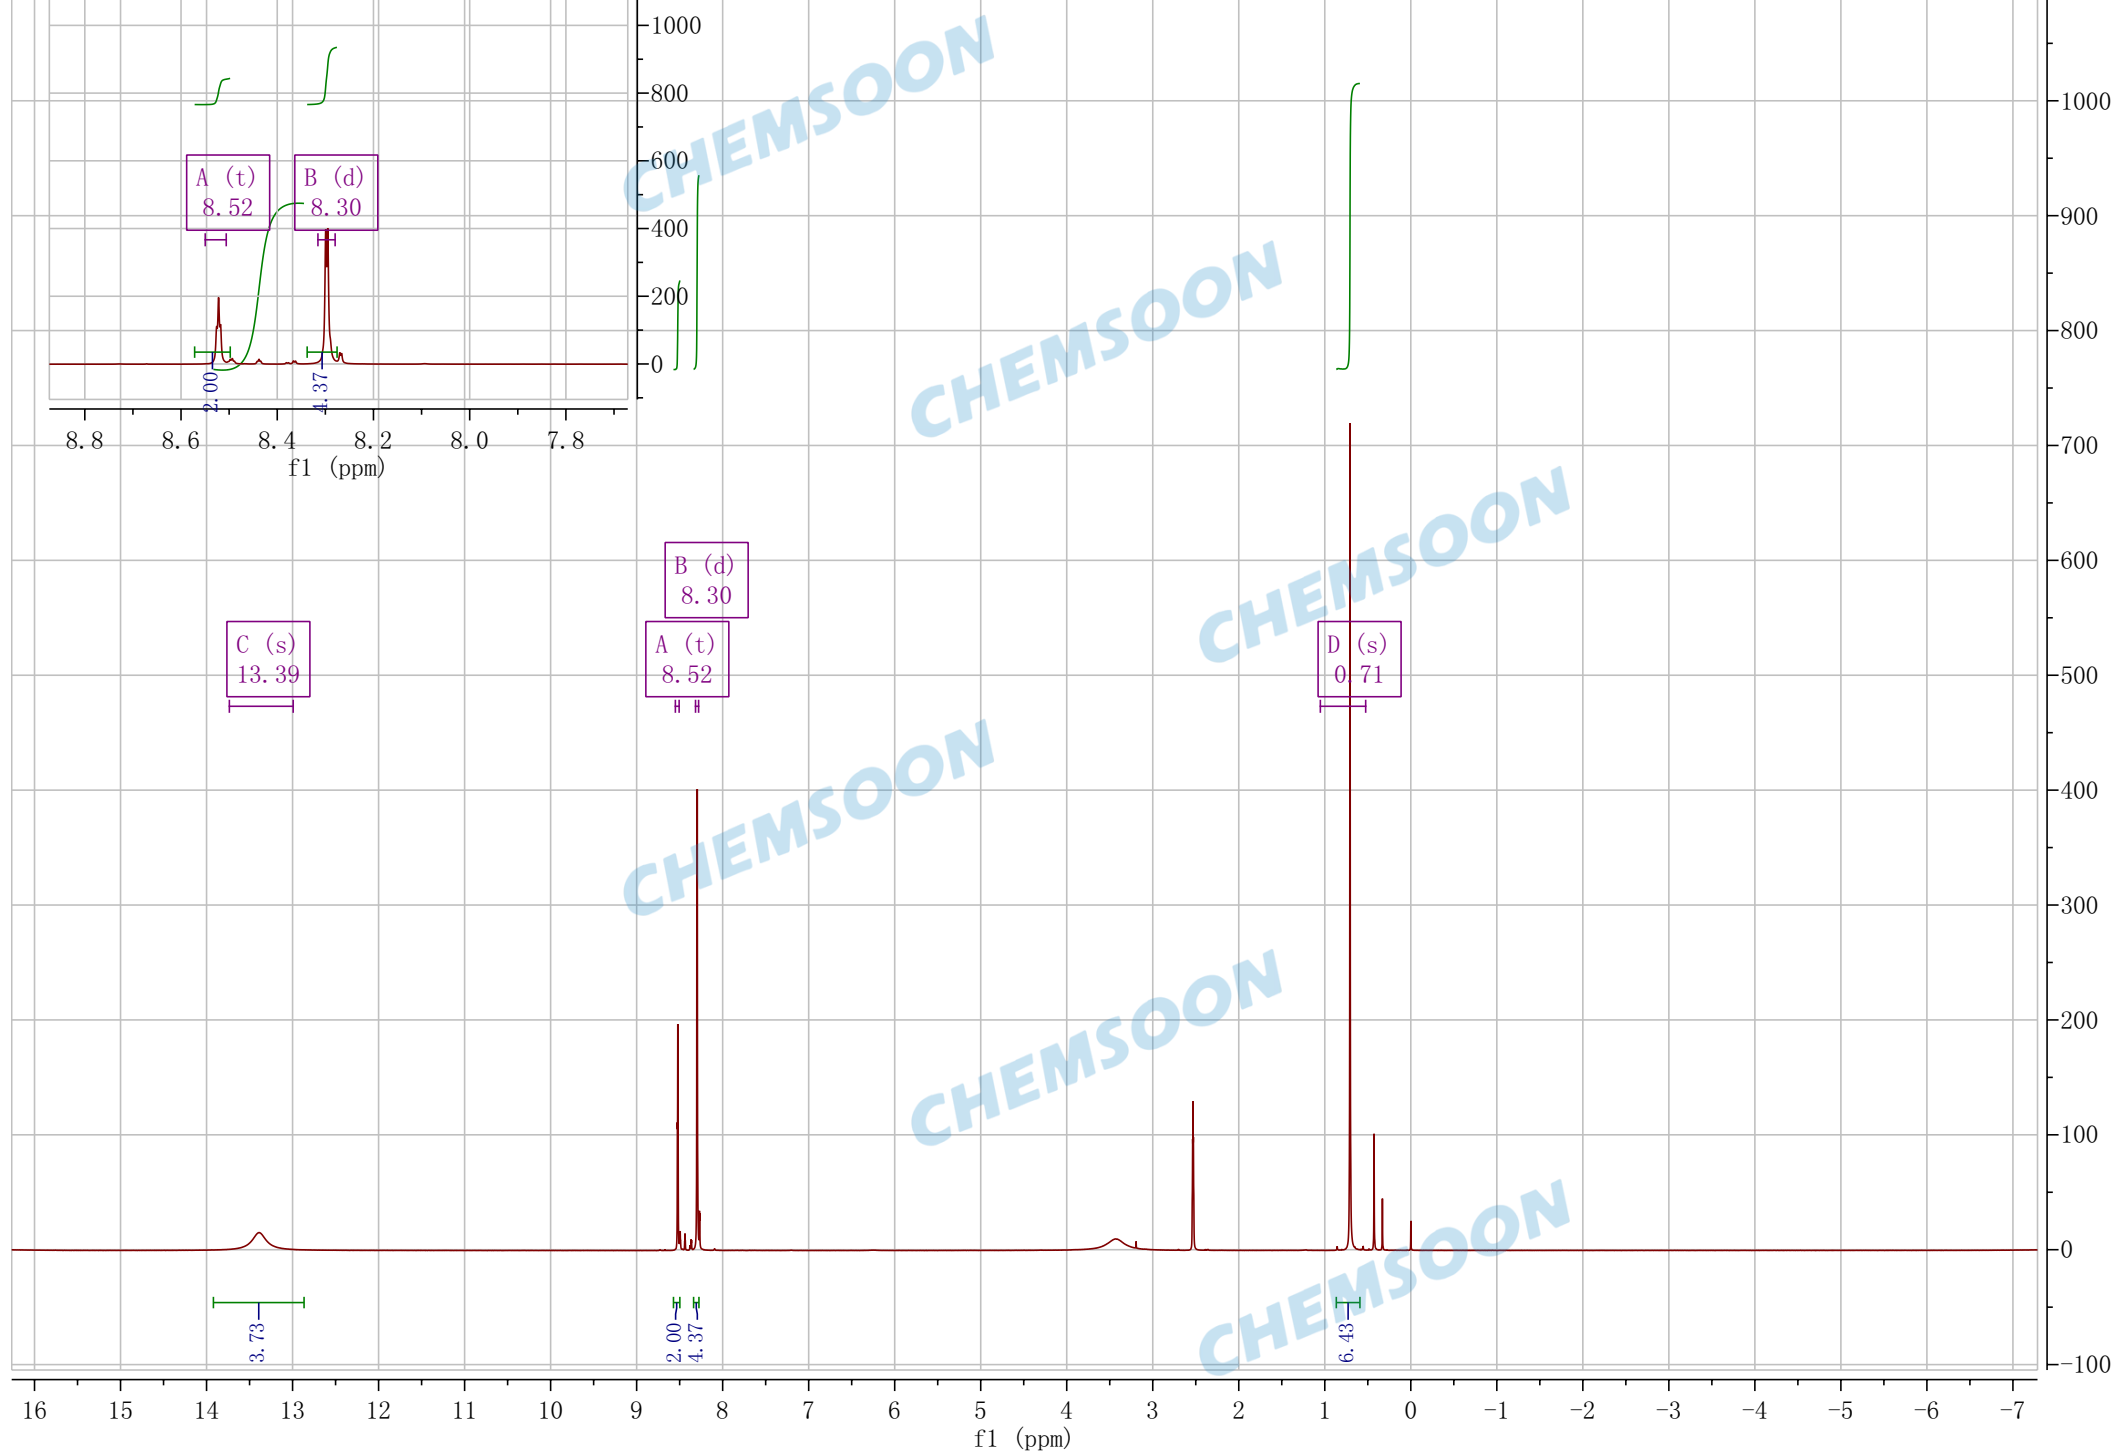 1000
800
600
400
200
0
A (t)
8.52
B (d)
8.30
2.00
4.37
8.8 8.6 8.4 8.2 8.0 7.8
f1 (ppm)
CHEMSOON
CHEMSOON
CHEMSOON
CHEMSOON
CHEMSOON
CHEMSOON
B (d)
8.30
C (s)
13.39
A (t)
8.52
D (s)
0.71
1000
900
800
700
600
500
400
300
200
100
0
-100
3.73
2.00
4.37
6.43
16 15 14 13 12 11 10 9 8 7 6 5 4 3 2 1 0 -1 -2 -3 -4 -5 -6 -7
f1 (ppm)